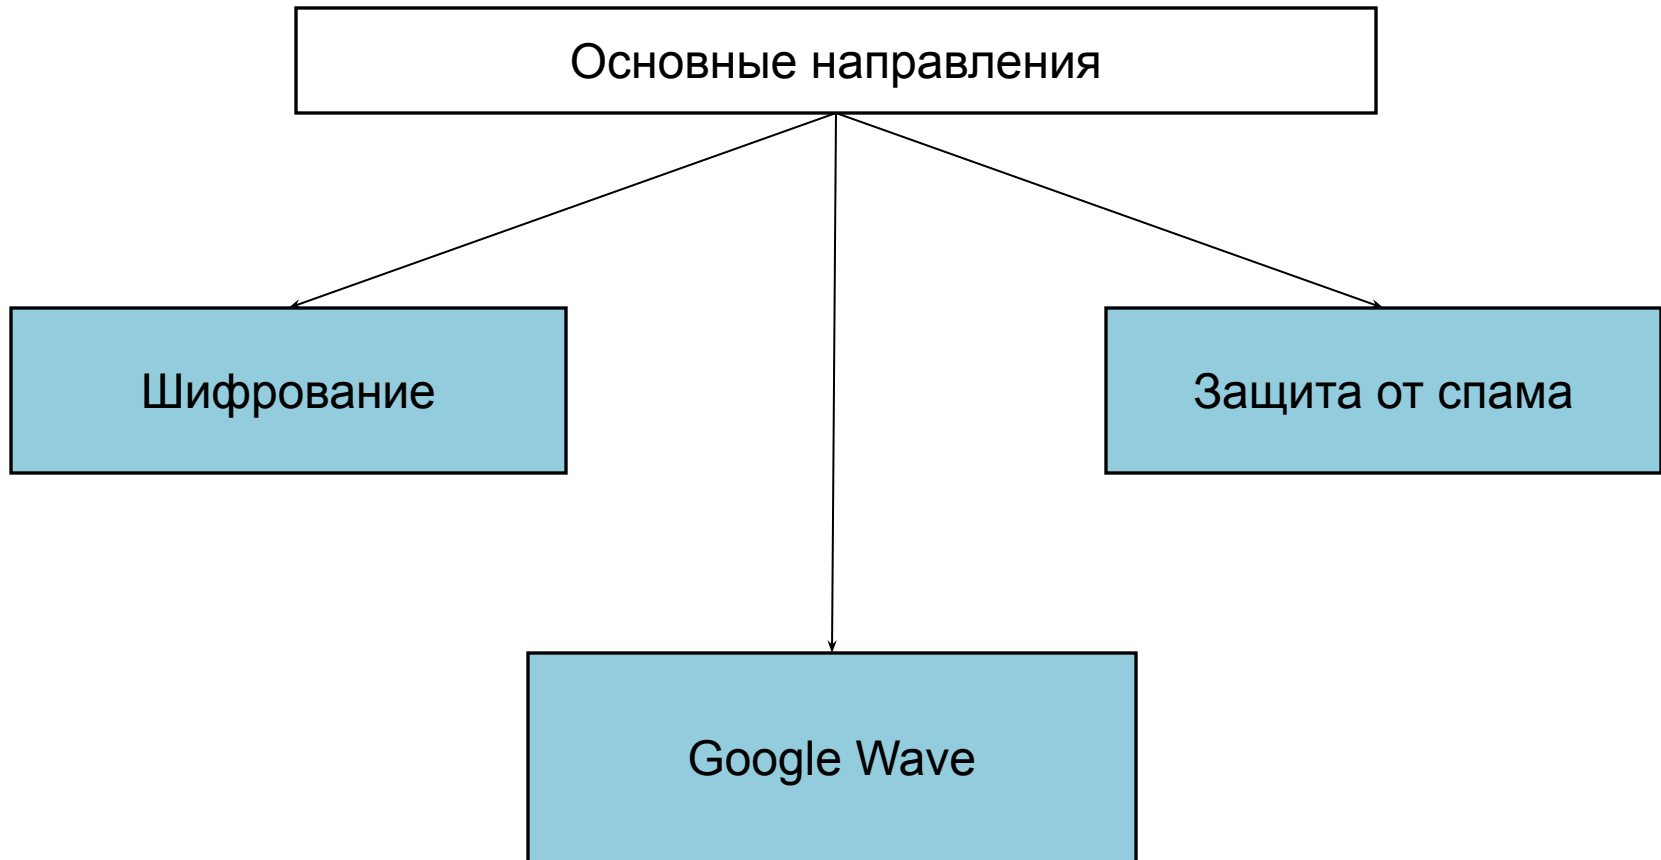 Основные направления
Шифрование
Защита от спама
Google Wave